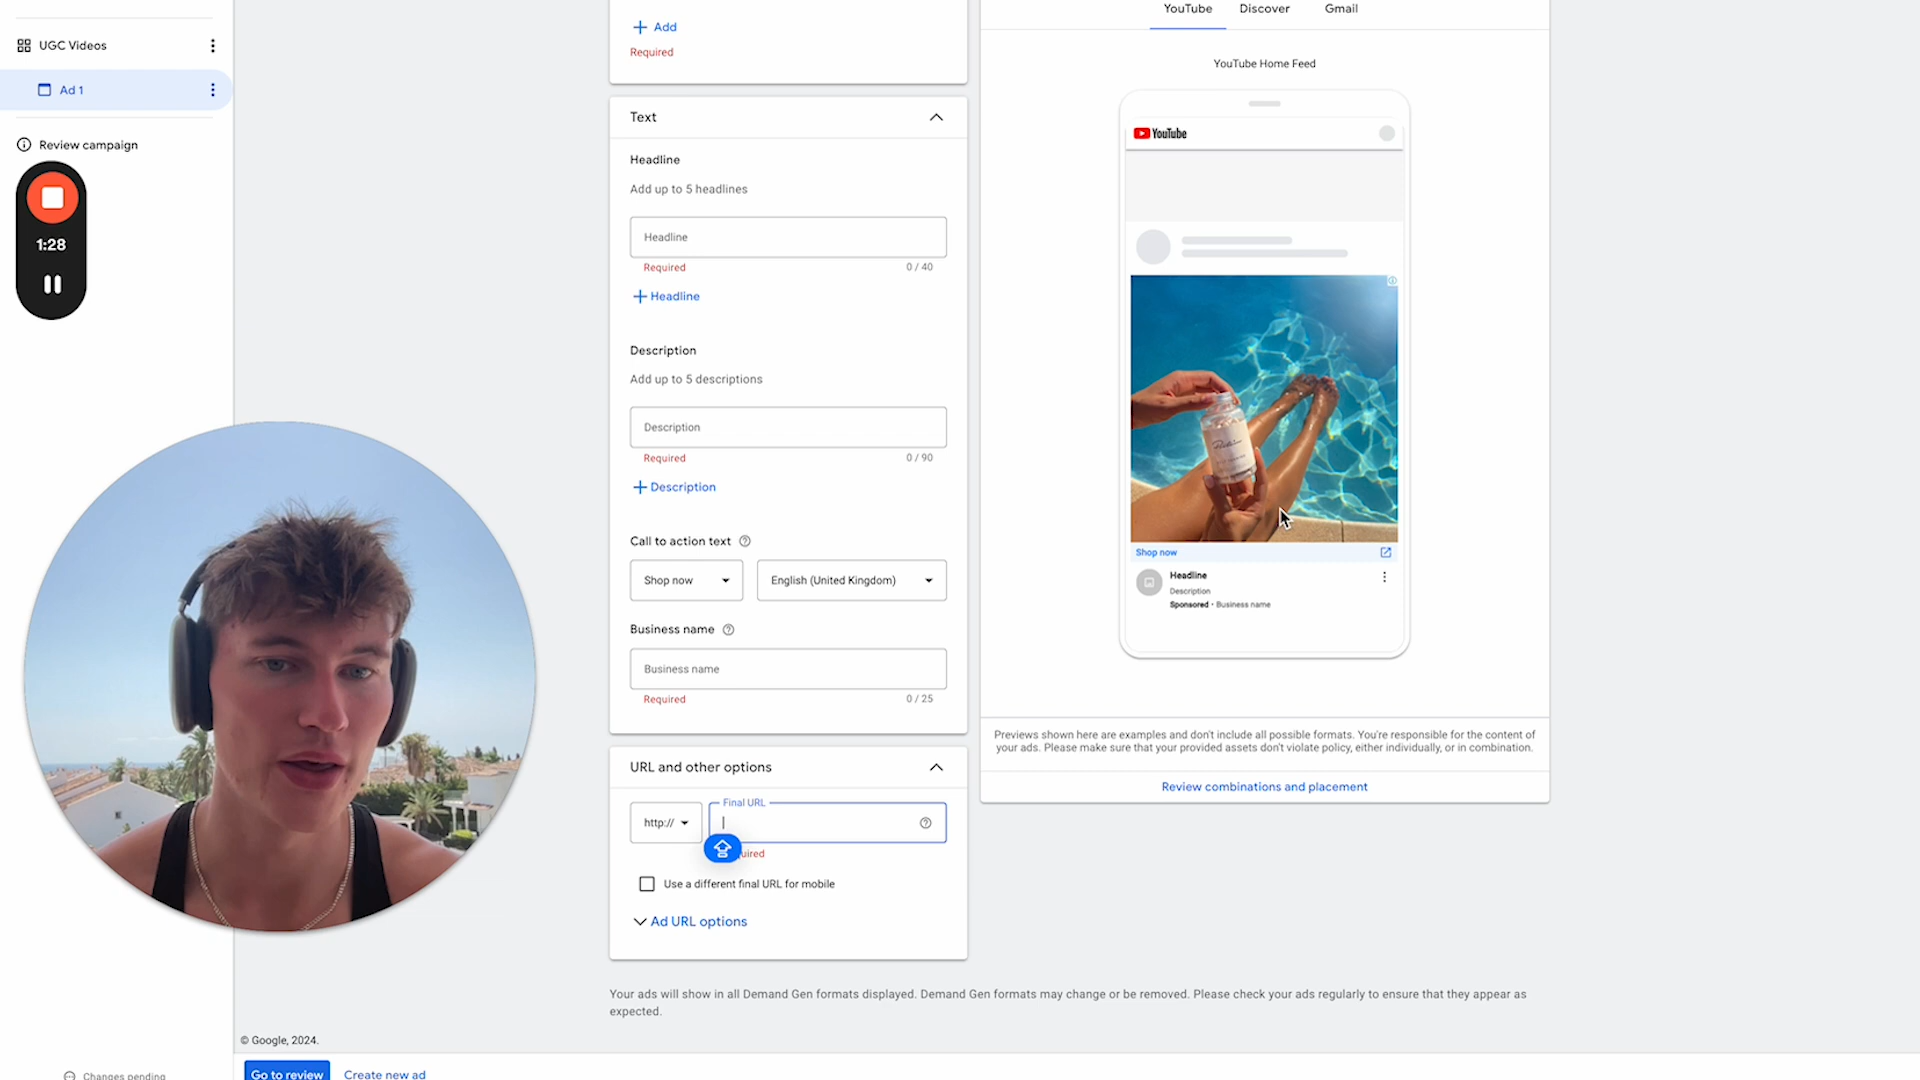 UGC Videos
Ad 1
Review campaign
1:28
Add
Required
Text
Headline
Add up to 5 headlines
Headline
Required
0 / 40
Headline
Description
Add up to 5 descriptions
Description
Required
0 / 90
Description
Call to action text
Shop now
English (United Kingdom)
Business name
Business name
Required
0 / 25
URL and other options
http://
Final URL
Use a different final URL for mobile
Ad URL options
YouTube
Discover
Gmail
YouTube Home Feed
YouTube
Shop now
Headline
Description
Sponsored • Business name
Previews shown here are examples and don't include all possible formats. You're responsible for the content of
your ads. Please make sure that your provided assets don't violate policy, either individually, or in combination.
Review combinations and placement
Your ads will show in all Demand Gen formats displayed. Demand Gen formats may change or be removed. Please check your ads regularly to ensure that they appear as
expected.
© Google, 2024.
Changes pending
Go to review
Create new ad